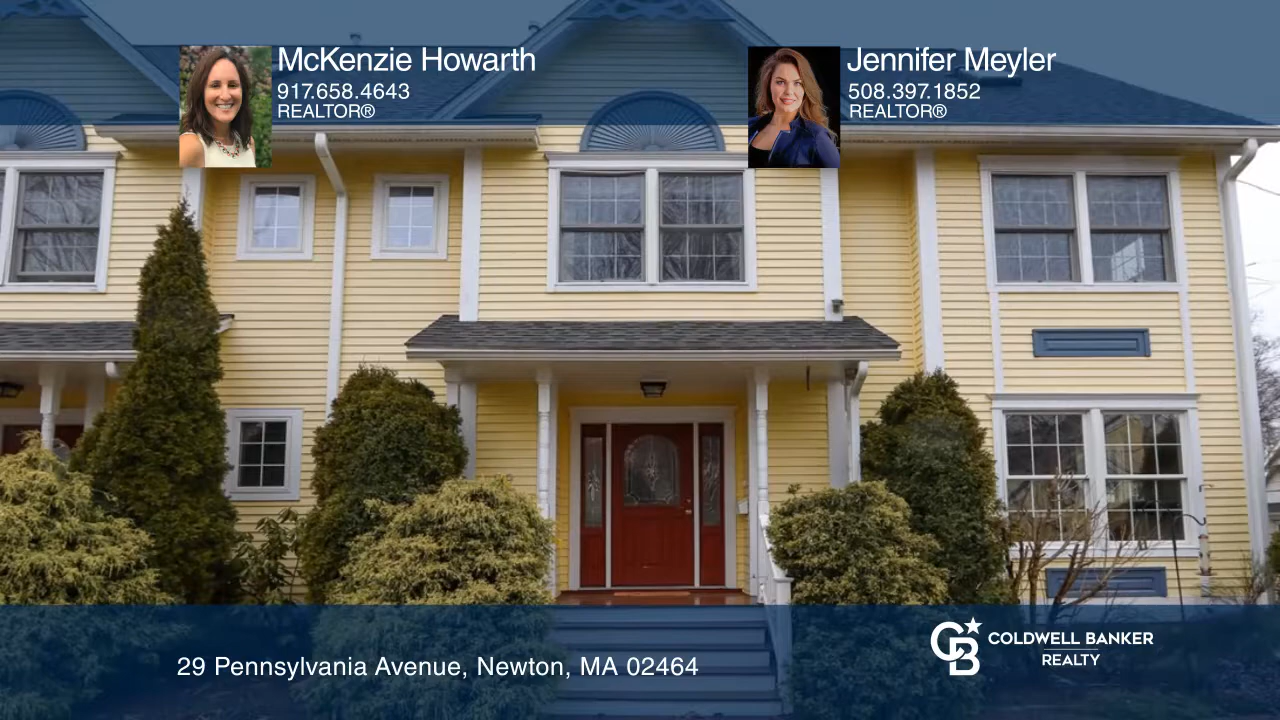 McKenzie Howarth
917.658.4643
REALTOR®
Jennifer Meyler
508.397.1852
REALTOR®
29 Pennsylvania Avenue, Newton, MA 02464
CB
COLDWELL BANKER
REALTY